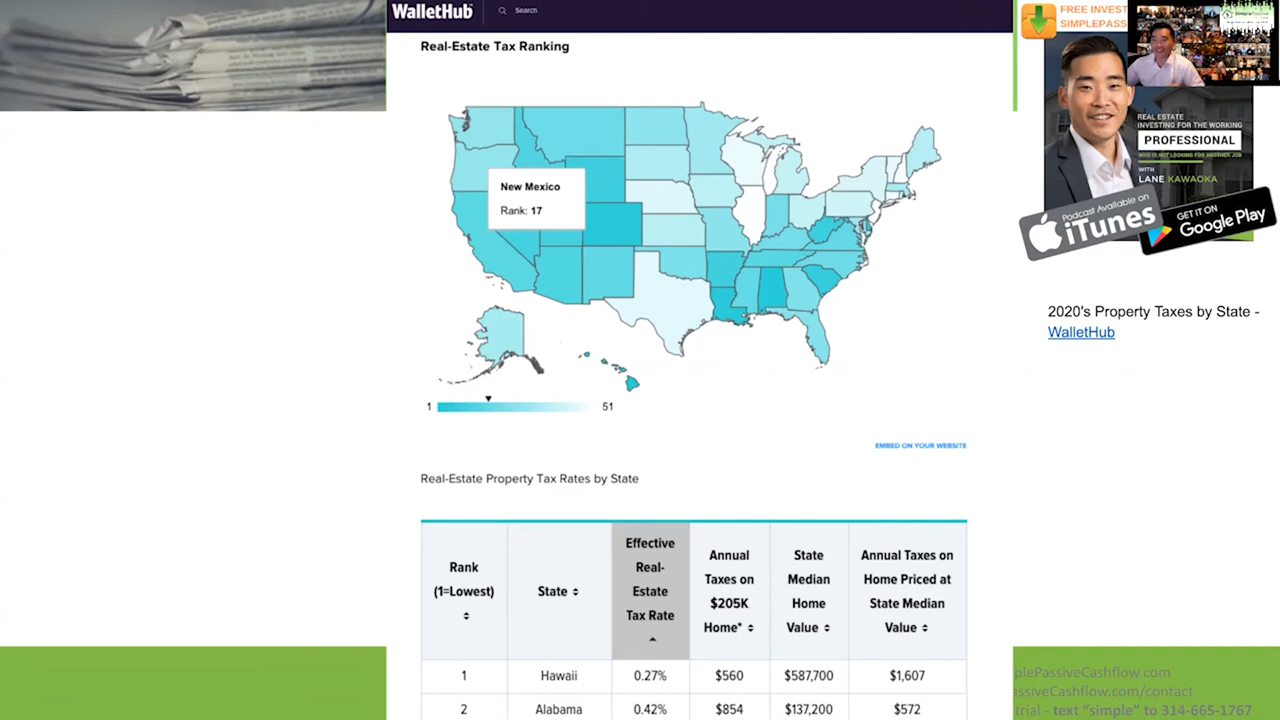 WalletHub
Search
Real-Estate Tax Ranking
New Mexico
Rank: 17
1
51
EMBED ON YOUR WEBSITE
Real-Estate Property Tax Rates by State
Rank (1=Lowest)
State
Effective Real-Estate Tax Rate
Annual Taxes on $205K Home*
State Median Home Value
Annual Taxes on Home Priced at State Median Value
1 Hawaii 0.27% $560 $587,700 $1,607
2 Alabama 0.42% $854 $137,200 $572
FREE INVEST
SIMPLEPASS
REAL ESTATE
INVESTING FOR THE WORKING
PROFESSIONAL
WHO IS NOT LOOKING FOR ANOTHER JOB
WITH
LANE KAWAOKA
Podcast Available on
iTunes
GET IT ON
Google Play
2020's Property Taxes by State -
WalletHub
plePassiveCashflow.com
assiveCashflow.com/contact
trial - text “simple” to 314-665-1767